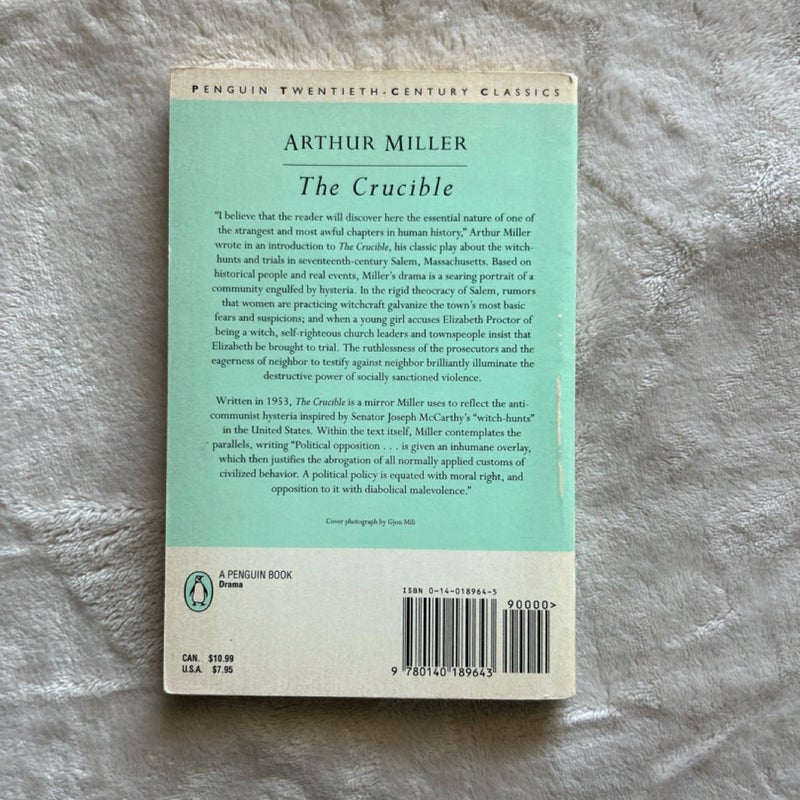 PENGUIN TWENTIETH-CENTURY CLASSICS
ARTHUR MILLER
The Crucible
“I believe that the reader will discover here the essential nature of one of
the strangest and most awful chapters in human history,” Arthur Miller
wrote in an introduction to The Crucible, his classic play about the witch-
hunts and trials in seventeenth-century Salem, Massachusetts. Based on
historical people and real events, Miller’s drama is a searing portrait of a
community engulfed by hysteria. In the rigid theocracy of Salem, rumors
that women are practicing witchcraft galvanize the town’s most basic
fears and suspicions; and when a young girl accuses Elizabeth Proctor of
being a witch, self-righteous church leaders and townspeople insist that
Elizabeth be brought to trial. The ruthlessness of the prosecutors and the
eagerness of neighbor to testify against neighbor brilliantly illuminate the
destructive power of socially sanctioned violence.
Written in 1953, The Crucible is a mirror Miller uses to reflect the anti-
communist hysteria inspired by Senator Joseph McCarthy’s “witch-hunts”
in the United States. Within the text itself, Miller contemplates the
parallels, writing “Political opposition . . . is given an inhumane overlay,
which then justifies the abrogation of all normally applied customs of
civilized behavior. A political policy is equated with moral right, and
opposition to it with diabolical malevolence.”
Cover photograph by Gjon Mili
A PENGUIN BOOK
Drama
CAN. $10.99
U.S.A. $7.95
ISBN 0-14-018964-5
90000>
9 780140 189643